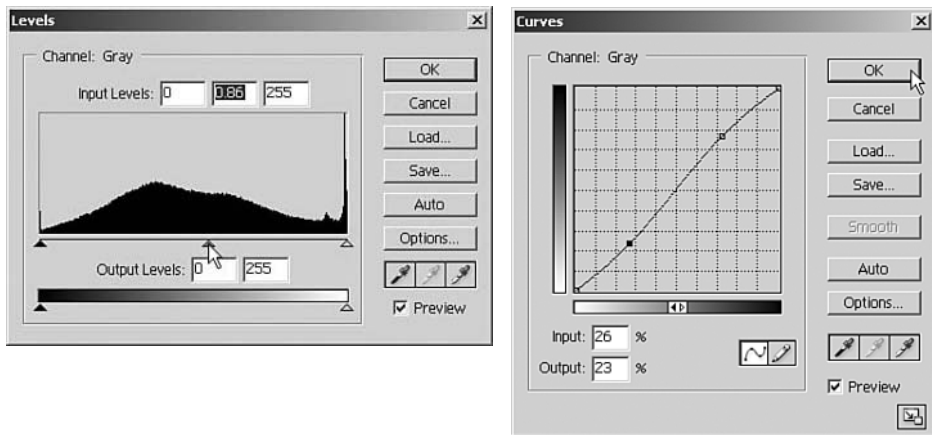 Levels
Channel: Gray
Input Levels: 0 0.86 255
Output Levels: 0 255
OK
Cancel
Load...
Save...
Auto
Options...
Preview
Curves
Channel: Gray
Input: 26 %
Output: 23 %
OK
Cancel
Load...
Save...
Smooth
Auto
Options...
Preview